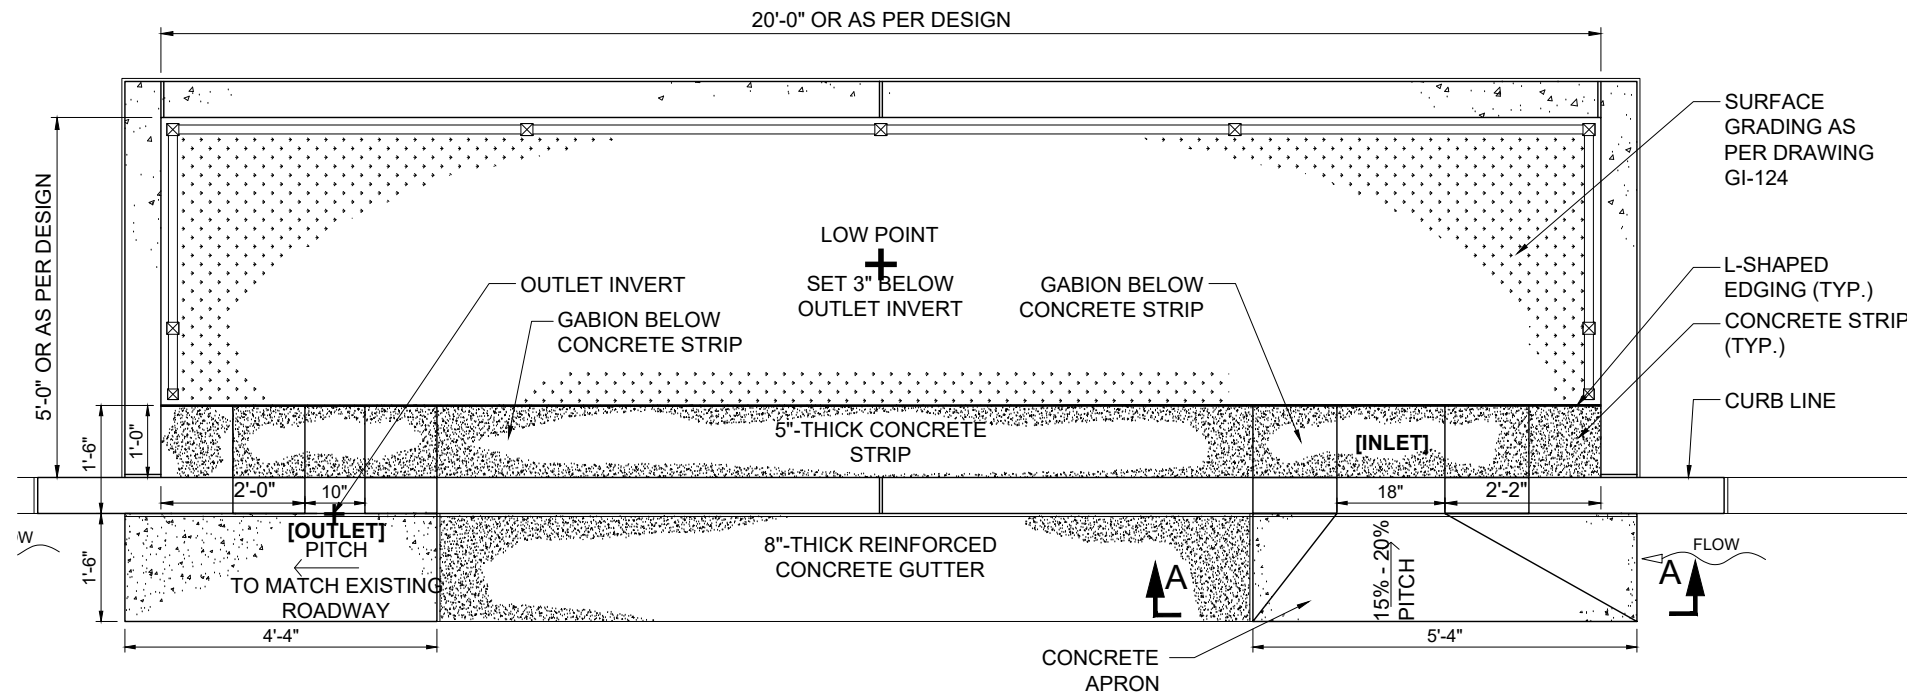 20'-0" OR AS PER DESIGN
SURFACE
GRADING AS
PER DRAWING
GI-124
5'-0" OR AS PER DESIGN
LOW POINT
SET 3" BELOW
OUTLET INVERT
OUTLET INVERT
GABION BELOW
CONCRETE STRIP
GABION BELOW
CONCRETE STRIP
L-SHAPED
EDGING (TYP.)
CONCRETE STRIP
(TYP.)
CURB LINE
1'-6"
1'-0"
5"-THICK CONCRETE
STRIP
[INLET]
2'-0"
10"
18"
2'-2"
[OUTLET]
PITCH
TO MATCH EXISTING
ROADWAY
1'-6"
8"-THICK REINFORCED
CONCRETE GUTTER
A
15% - 20%
PITCH
FLOW
A
OW
4'-4"
5'-4"
CONCRETE
APRON